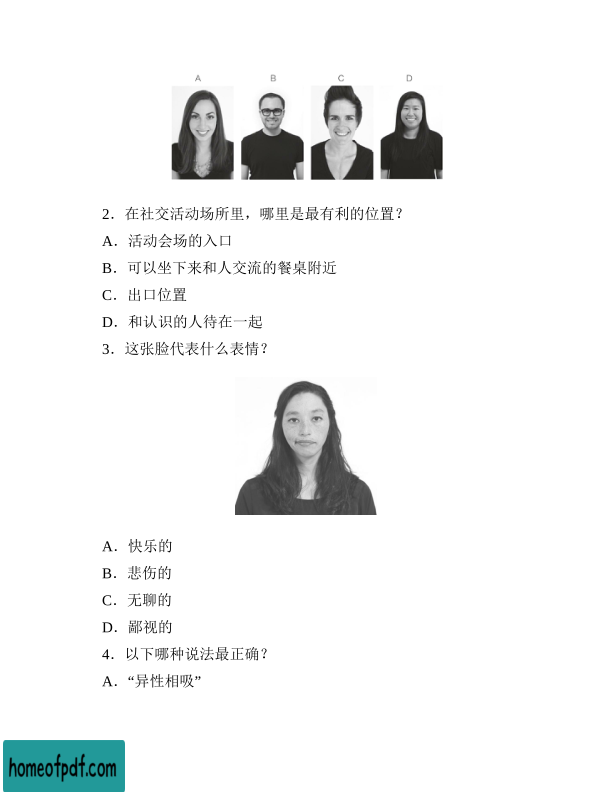 A B C D
2．在社交活动场所里，哪里是最有利的位置？
A．活动会场的入口
B．可以坐下来和人交流的餐桌附近
C．出口位置
D．和认识的人待在一起
3．这张脸代表什么表情？
A．快乐的
B．悲伤的
C．无聊的
D．鄙视的
4．以下哪种说法最正确？
A．“异性相吸”
homeofpdf.com